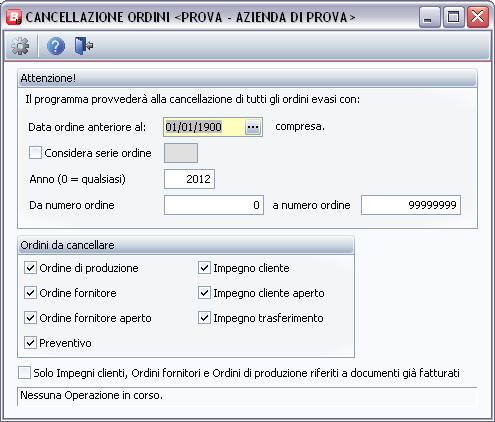 CANCELLAZIONE ORDINI <PROVA - AZIENDA DI PROVA>
Attenzione!
Il programma provvederà alla cancellazione di tutti gli ordini evasi con:
Data ordine anteriore al: 01/01/1900 ... compresa.
Considera serie ordine
Anno (0 = qualsiasi) 2012
Da numero ordine 0 a numero ordine 99999999
Ordini da cancellare
Ordine di produzione Impegno cliente
Ordine fornitore Impegno cliente aperto
Ordine fornitore aperto Impegno trasferimento
Preventivo
Solo Impegni clienti, Ordini fornitori e Ordini di produzione riferiti a documenti già fatturati
Nessuna Operazione in corso.